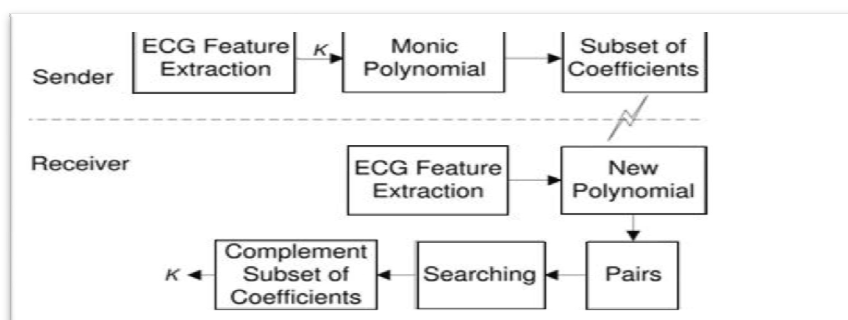 Sender
ECG Feature
Extraction
K
Monic
Polynomial
Subset of
Coefficients
Receiver
ECG Feature
Extraction
New
Polynomial
K
Complement
Subset of
Coefficients
Searching
Pairs